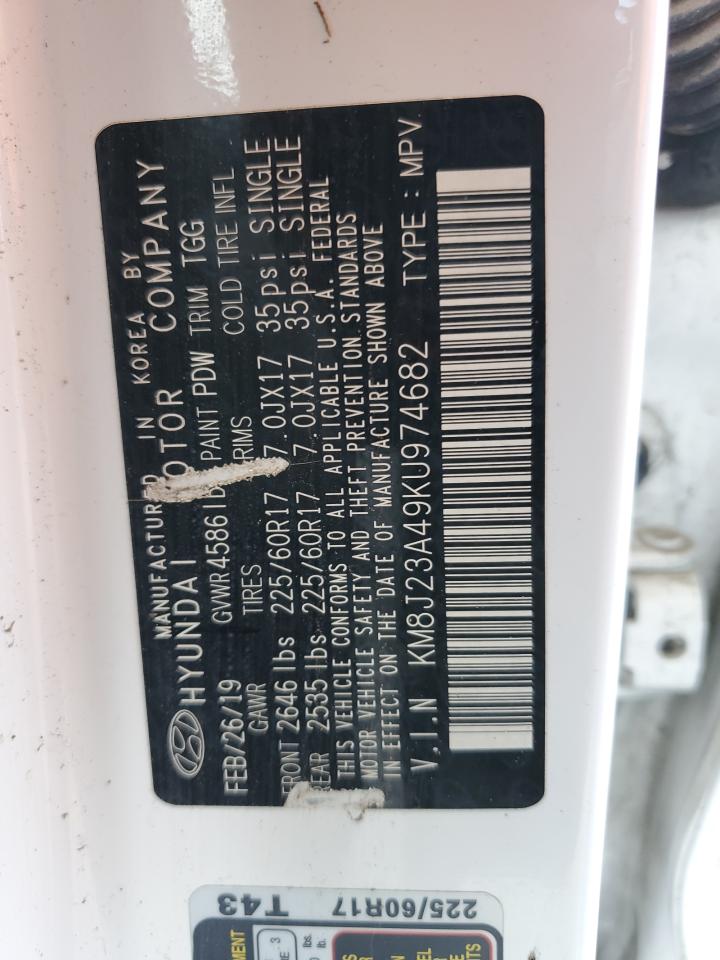 MANUFACTURED IN KOREA BY
HYUNDAI MOTOR COMPANY
FEB/26/19 GVWR 4586 lb PAINT PDW TRIM TGG
GAWR TIRES RIMS COLD TIRE INFL
FRONT 2646 lbs 225/60R17 7.0JX17 35psi SINGLE
REAR 2535 lbs 225/60R17 7.0JX17 35psi SINGLE
THIS VEHICLE CONFORMS TO ALL APPLICABLE U.S.A. FEDERAL
MOTOR VEHICLE SAFETY AND THEFT PREVENTION STANDARDS
IN EFFECT ON THE DATE OF MANUFACTURE SHOWN ABOVE
V.I.N KM8J23A49KU974682 TYPE : MPV
T43
225/60R17